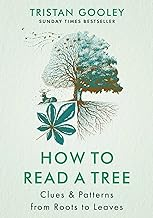 TRISTAN GOOLEY
SUNDAY TIMES BESTSELLER
HOW TO
READ A TREE
Clues & Patterns
from Roots to Leaves